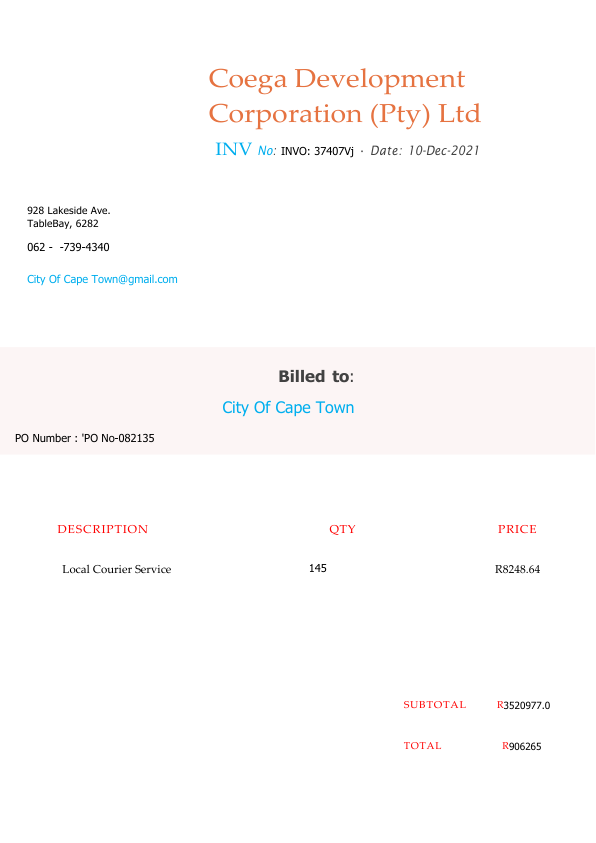 Coega Development
Corporation (Pty) Ltd
INV No: INVO: 37407Vj · Date: 10-Dec-2021
928 Lakeside Ave.
TableBay, 6282
062 - -739-4340
City Of Cape Town@gmail.com
Billed to:
City Of Cape Town
PO Number : 'PO No-082135
DESCRIPTION QTY PRICE
Local Courier Service 145 R8248.64
SUBTOTAL R3520977.0
TOTAL R906265